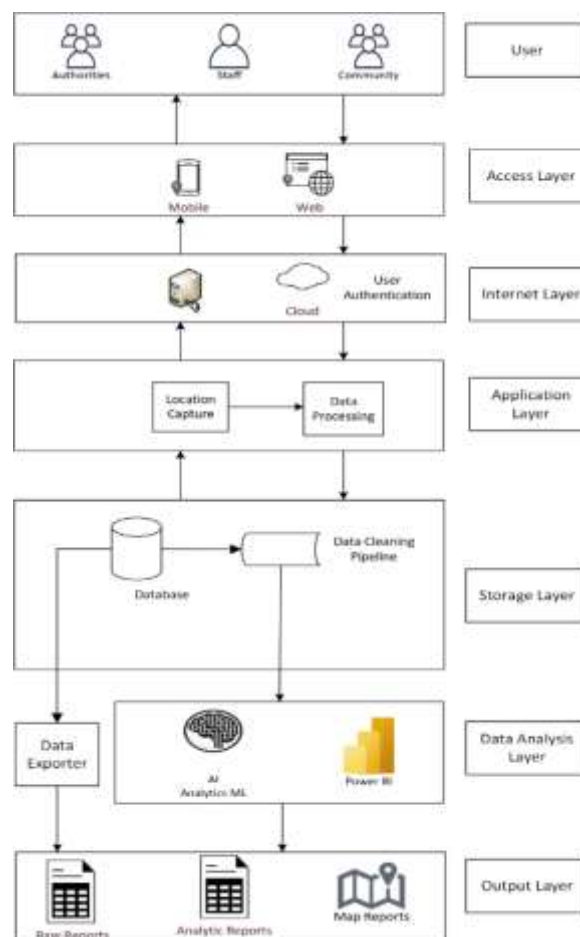 Authorities
Staff
Community
User
Mobile
Web
Access Layer
Cloud
User
Authentication
Internet Layer
Location
Capture
Data
Processing
Application
Layer
Database
Data Cleaning
Pipeline
Storage Layer
Data
Exporter
AI
Analytics ML
Power BI
Data Analysis
Layer
Raw Reports
Analytic Reports
Map Reports
Output Layer